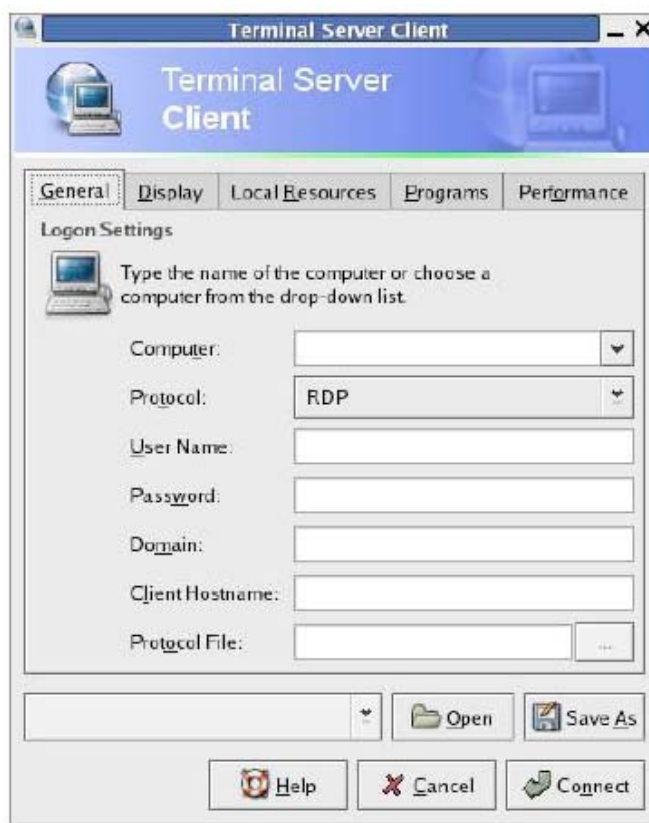 Terminal Server Client
Terminal Server
Client
General Display Local Resources Programs Performance
Logon Settings
Type the name of the computer or choose a
computer from the drop-down list.
Computer:
Protocol: RDP
User Name:
Password:
Domain:
Client Hostname:
Protocol File: ...
Open Save As
Help Cancel Connect